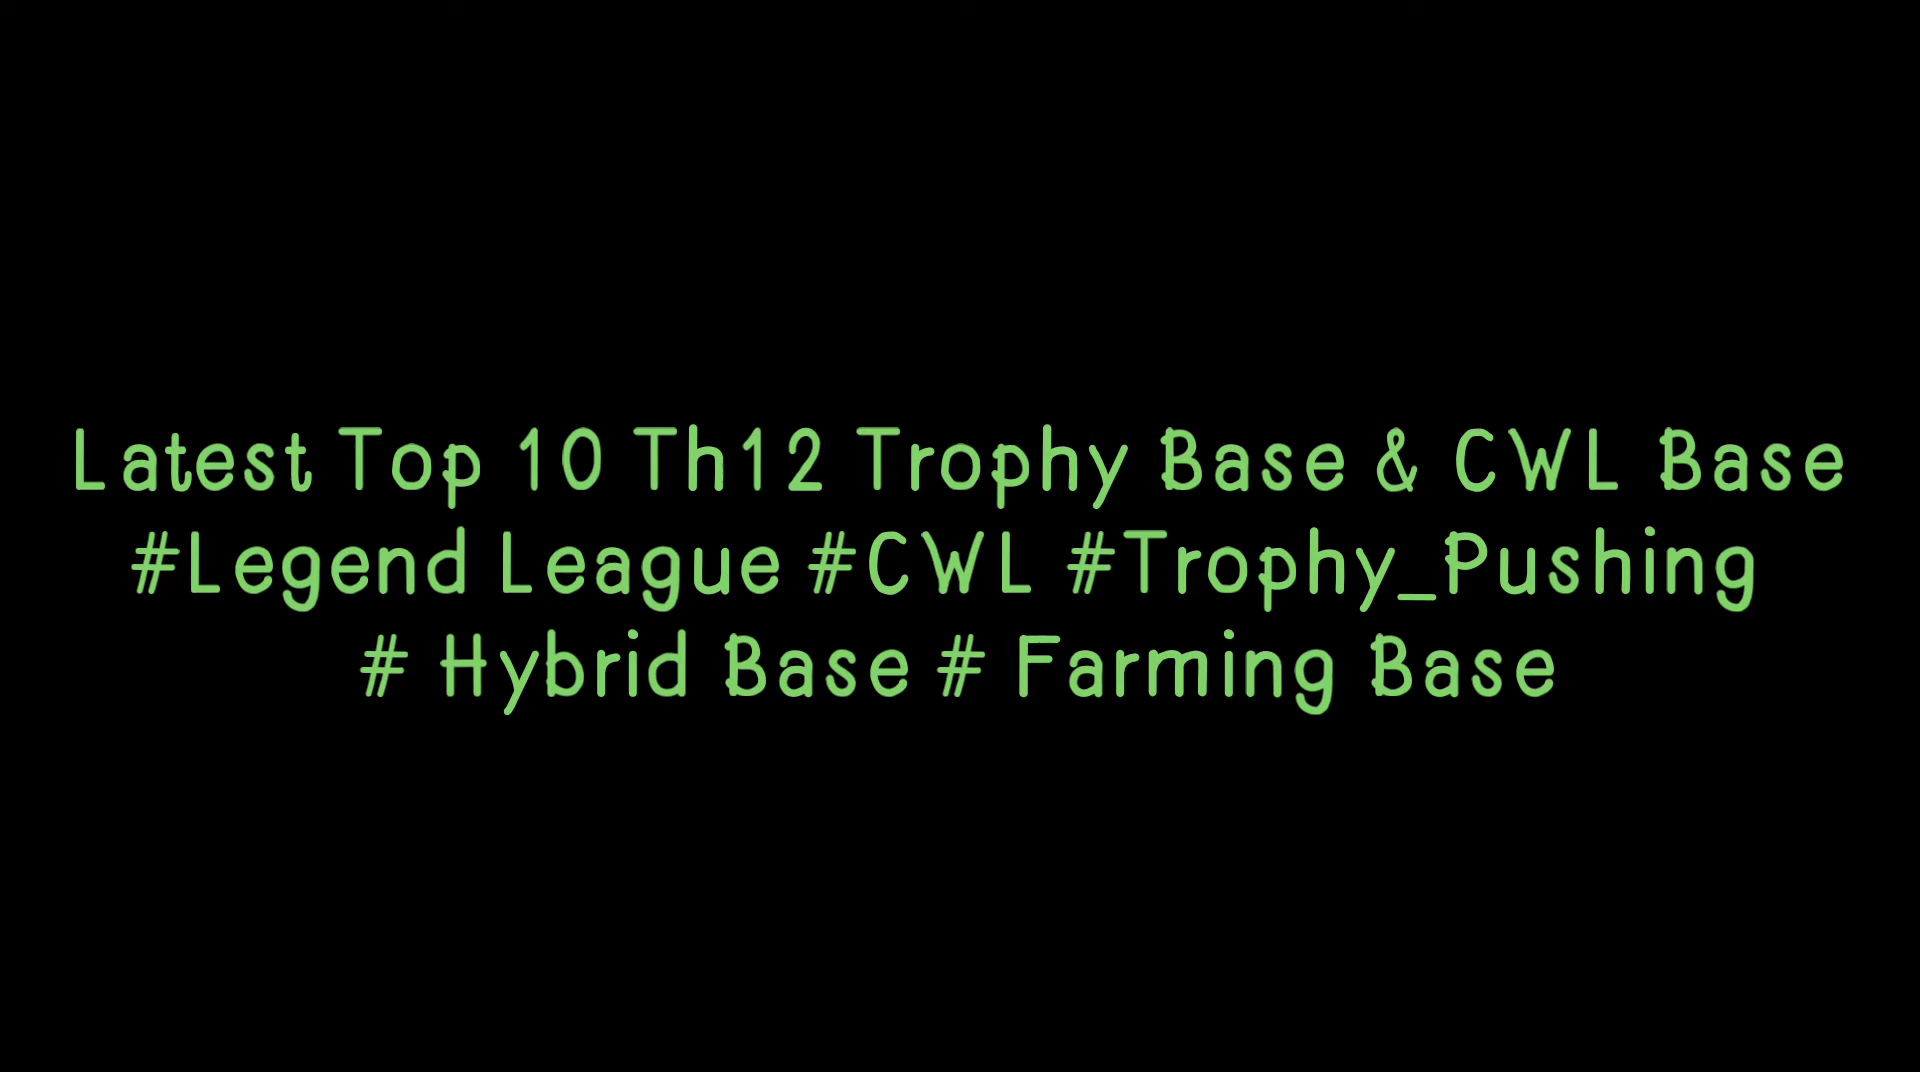 Latest Top 10 Th12 Trophy Base & CWL Base
#Legend League #CWL #Trophy_Pushing
# Hybrid Base # Farming Base